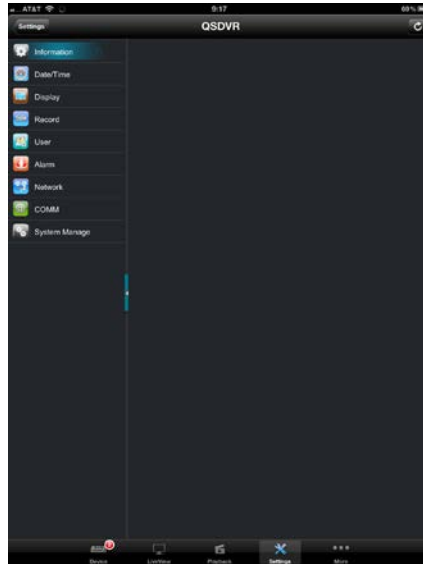 AT&T 9:17 69%
Settings QSDVR
Information
Date/Time
Display
Record
User
Alarm
Network
COMM
System Manage
Device LiveView Playback Settings More